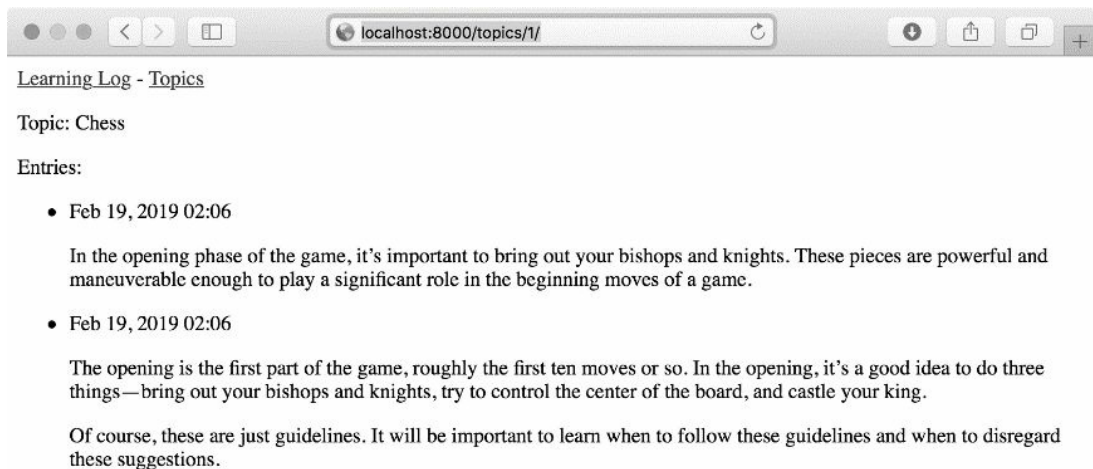 localhost:8000/topics/1/
Learning Log - Topics
Topic: Chess
Entries:
• Feb 19, 2019 02:06
In the opening phase of the game, it’s important to bring out your bishops and knights. These pieces are powerful and
maneuverable enough to play a significant role in the beginning moves of a game.
• Feb 19, 2019 02:06
The opening is the first part of the game, roughly the first ten moves or so. In the opening, it’s a good idea to do three
things—bring out your bishops and knights, try to control the center of the board, and castle your king.
Of course, these are just guidelines. It will be important to learn when to follow these guidelines and when to disregard
these suggestions.